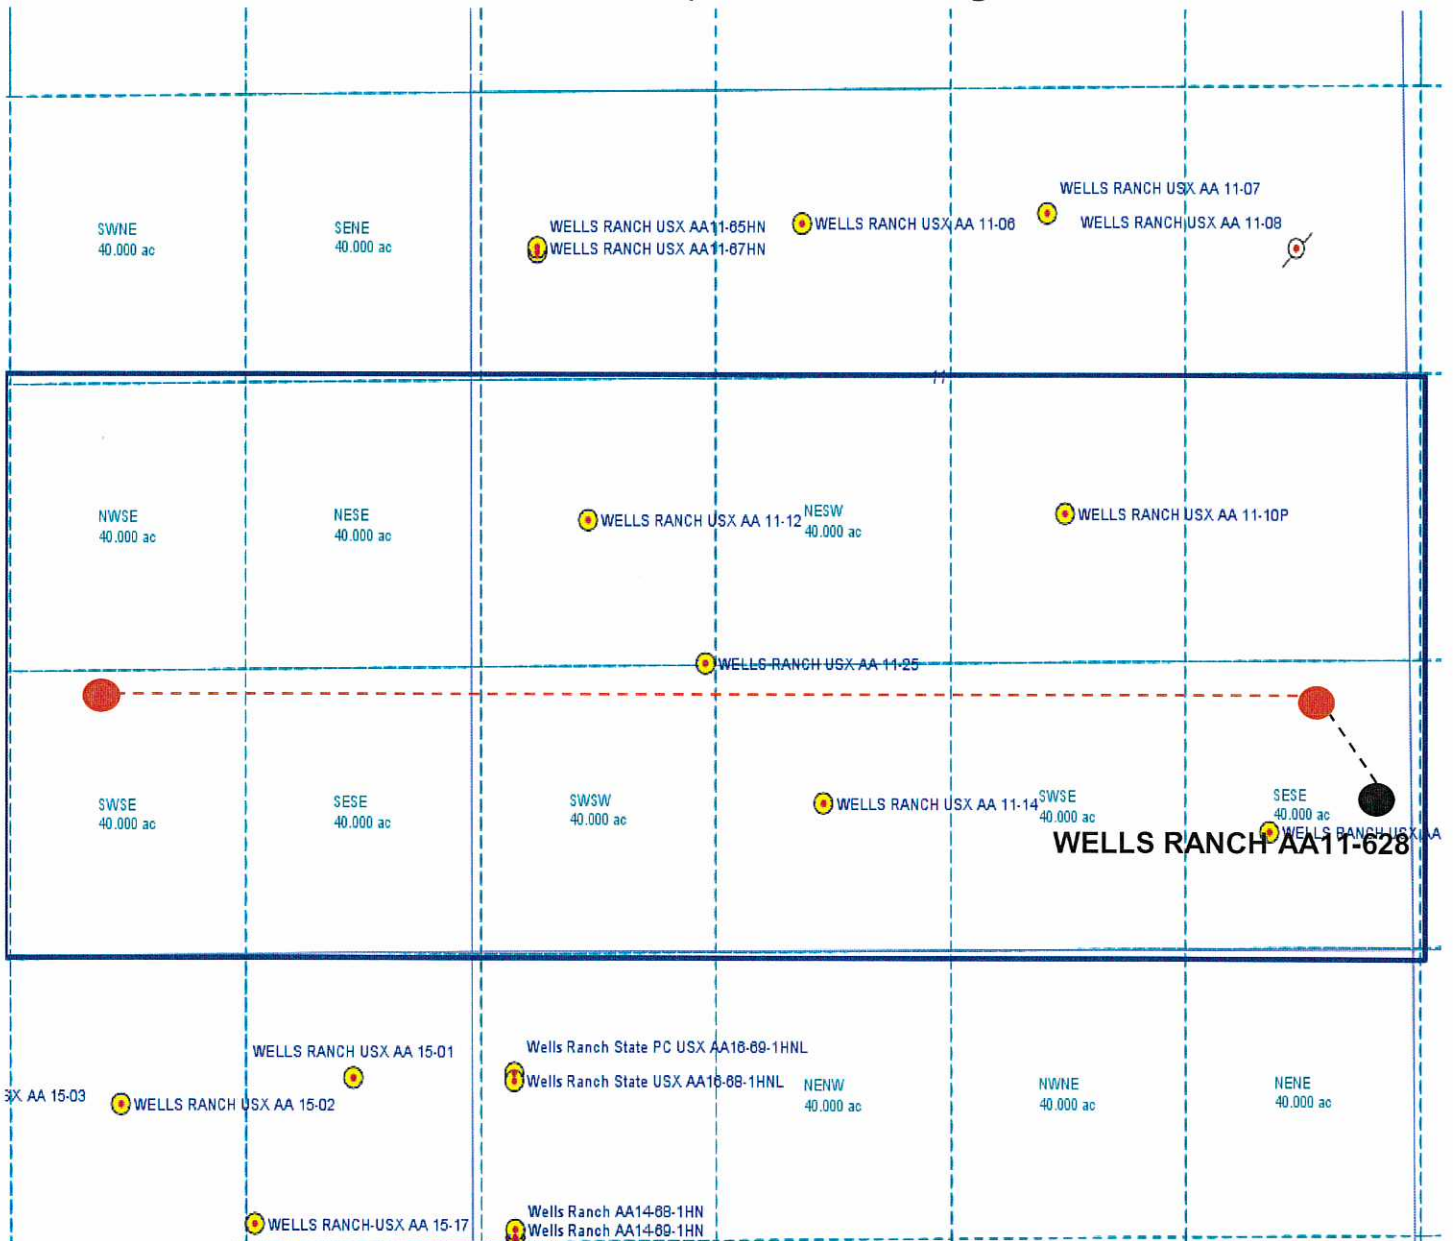 WELLS RANCH USX AA 11-07
SWNE
40.000 ac
SENE
40.000 ac
WELLS RANCH USX AA11-65HN
WELLS RANCH USX AA11-67HN
WELLS RANCH USX AA 11-06
WELLS RANCH USX AA 11-08
11
NWSE
40.000 ac
NESE
40.000 ac
WELLS RANCH USX AA 11-12
NESW
40.000 ac
WELLS RANCH USX AA 11-10P
WELLS RANCH USX AA 11-25
SWSE
40.000 ac
SESE
40.000 ac
SWSW
40.000 ac
WELLS RANCH USX AA 11-14
SWSE
40.000 ac
SESE
40.000 ac
WELLS RANCH USX AA
WELLS RANCH AA11-628
WELLS RANCH USX AA 15-01
Wells Ranch State PC USX AA16-69-1HNL
Wells Ranch State USX AA16-68-1HNL
NENW
40.000 ac
NWNE
40.000 ac
NENE
40.000 ac
SX AA 15-03
WELLS RANCH USX AA 15-02
WELLS RANCH-USX AA 15-17
Wells Ranch AA14-68-1HN
Wells Ranch AA14-69-1HN